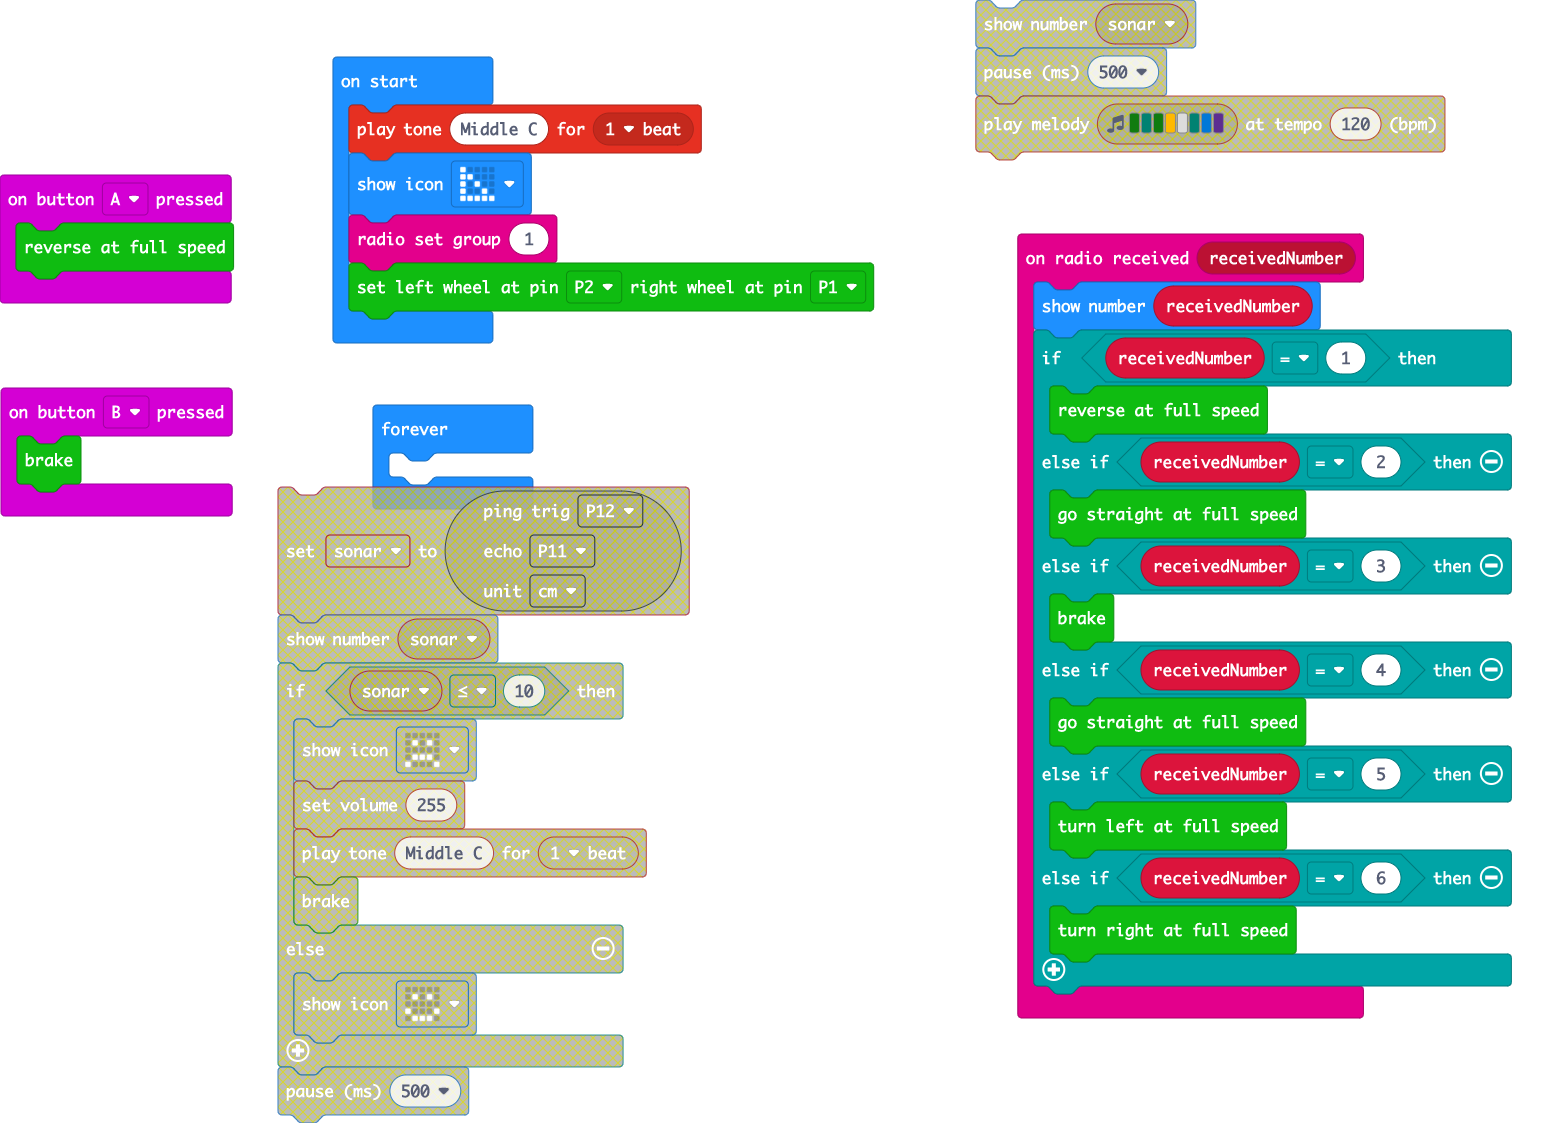 on button A pressed
reverse at full speed
on button B pressed
brake
on start
play tone Middle C for 1 beat
show icon
radio set group 1
set left wheel at pin P2 right wheel at pin P1
forever
set sonar to ping trig P12
echo P11
unit cm
show number sonar
if sonar ≤ 10 then
show icon
set volume 255
play tone Middle C for 1 beat
brake
else
show icon
pause (ms) 500
show number sonar
pause (ms) 500
play melody at tempo 120 (bpm)
on radio received receivedNumber
show number receivedNumber
if receivedNumber = 1 then
reverse at full speed
else if receivedNumber = 2 then
go straight at full speed
else if receivedNumber = 3 then
brake
else if receivedNumber = 4 then
go straight at full speed
else if receivedNumber = 5 then
turn left at full speed
else if receivedNumber = 6 then
turn right at full speed